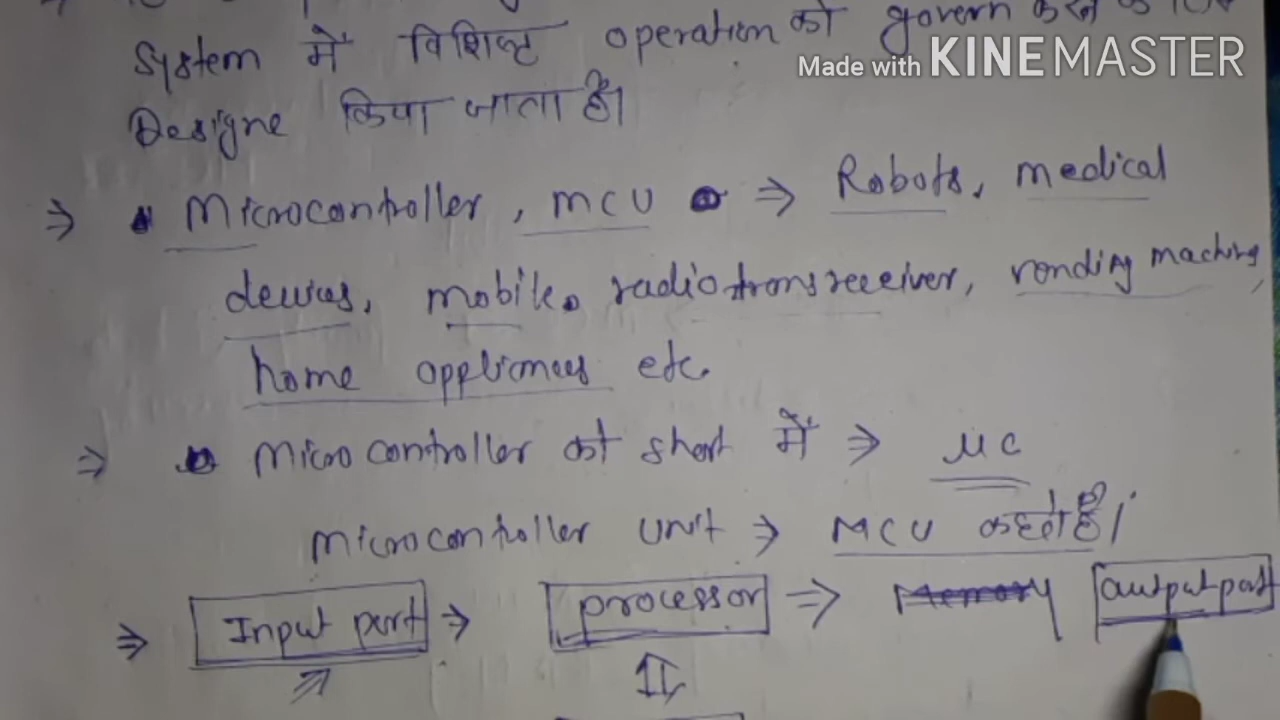 System में विशिष्ट operation को govern करने के लिए
Made with KINEMASTER
Designe किया जाता है।
⇒ Microcontroller, MCU ⇒ Robots, medical
devices, mobile, radio transreceiver, vending machine,
home appliances etc.
⇒ Microcontroller को short में ⇒ μc
Microcontroller unit ⇒ MCU कहते हैं।
⇒ Input port ⇒ processor ⇒ Memory output port